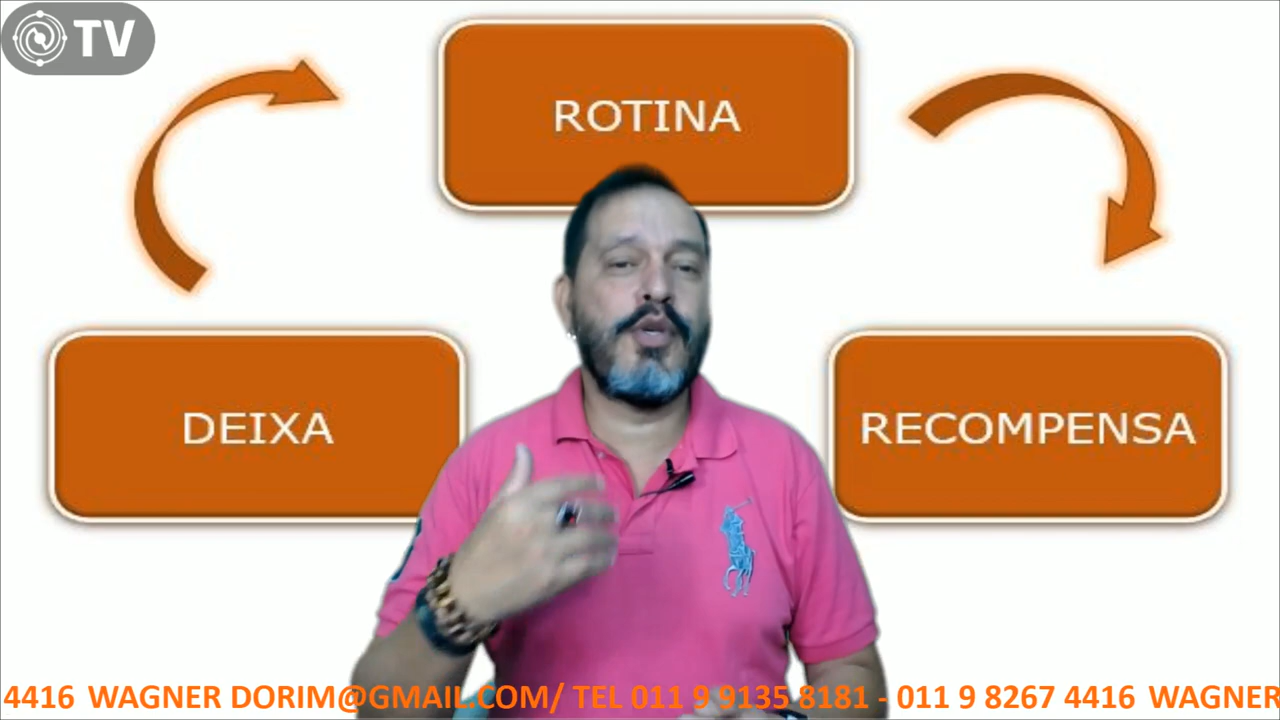 TV
ROTINA
DEIXA
RECOMPENSA
4416 WAGNER DORIM@GMAIL.COM/ TEL 011 9 9135 8181 - 011 9 8267 4416 WAGNER